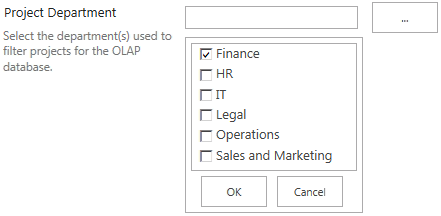 Project Department
...
Select the department(s) used to
filter projects for the OLAP
database.
Finance
HR
IT
Legal
Operations
Sales and Marketing
OK
Cancel